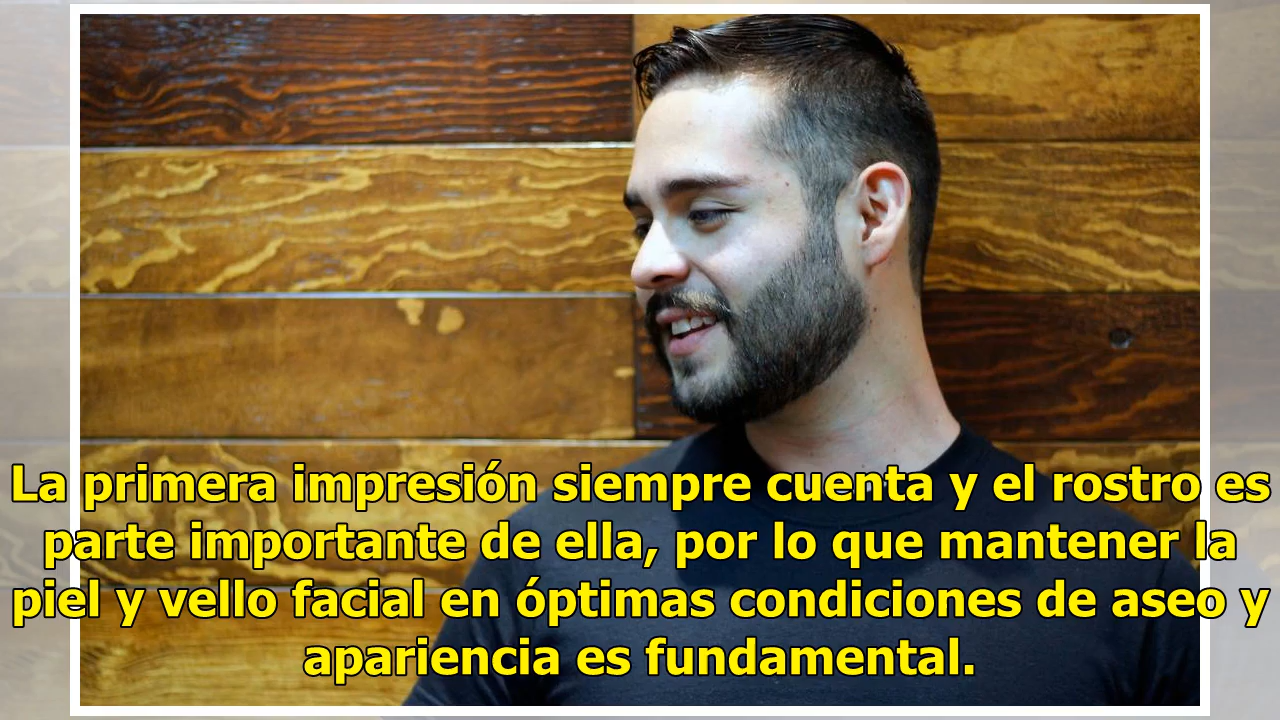 La primera impresión siempre cuenta y el rostro es
parte importante de ella, por lo que mantener la
piel y vello facial en óptimas condiciones de aseo y
apariencia es fundamental.